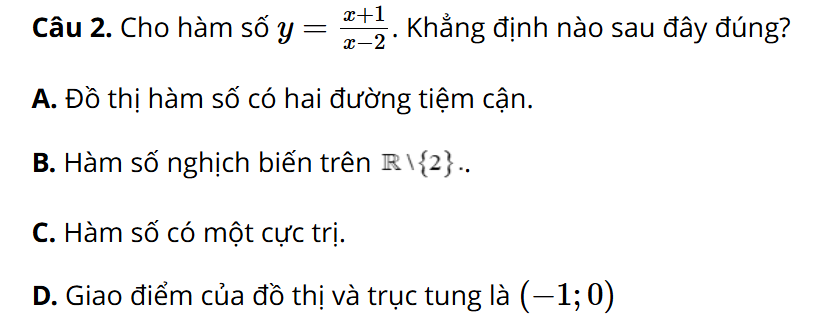 Câu 2. Cho hàm số $y = \frac{x+1}{x-2}$. Khẳng định nào sau đây đúng?
A. Đồ thị hàm số có hai đường tiệm cận.
B. Hàm số nghịch biến trên ℝ\{2}..
C. Hàm số có một cực trị.
D. Giao điểm của đồ thị và trục tung là (−1; 0)